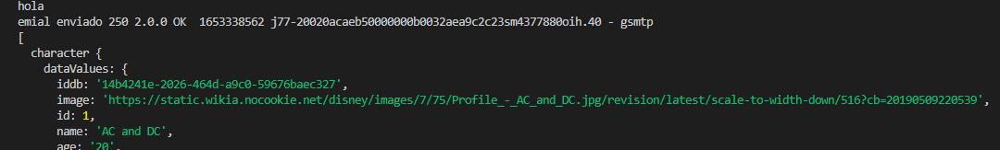 hola
emial enviado 250 2.0.0 OK  1653338562 j77-20020acaeb50000000b0032aea9c2c23sm4377880oih.40 - gsmtp
[
  character {
    dataValues: {
      iddb: '14b4241e-2026-464d-a9c0-59676baec327',
      image: 'https://static.wikia.nocookie.net/disney/images/7/75/Profile_-_AC_and_DC.jpg/revision/latest/scale-to-width-down/516?cb=20190509220539',
      id: 1,
      name: 'AC and DC',
      age: '20',